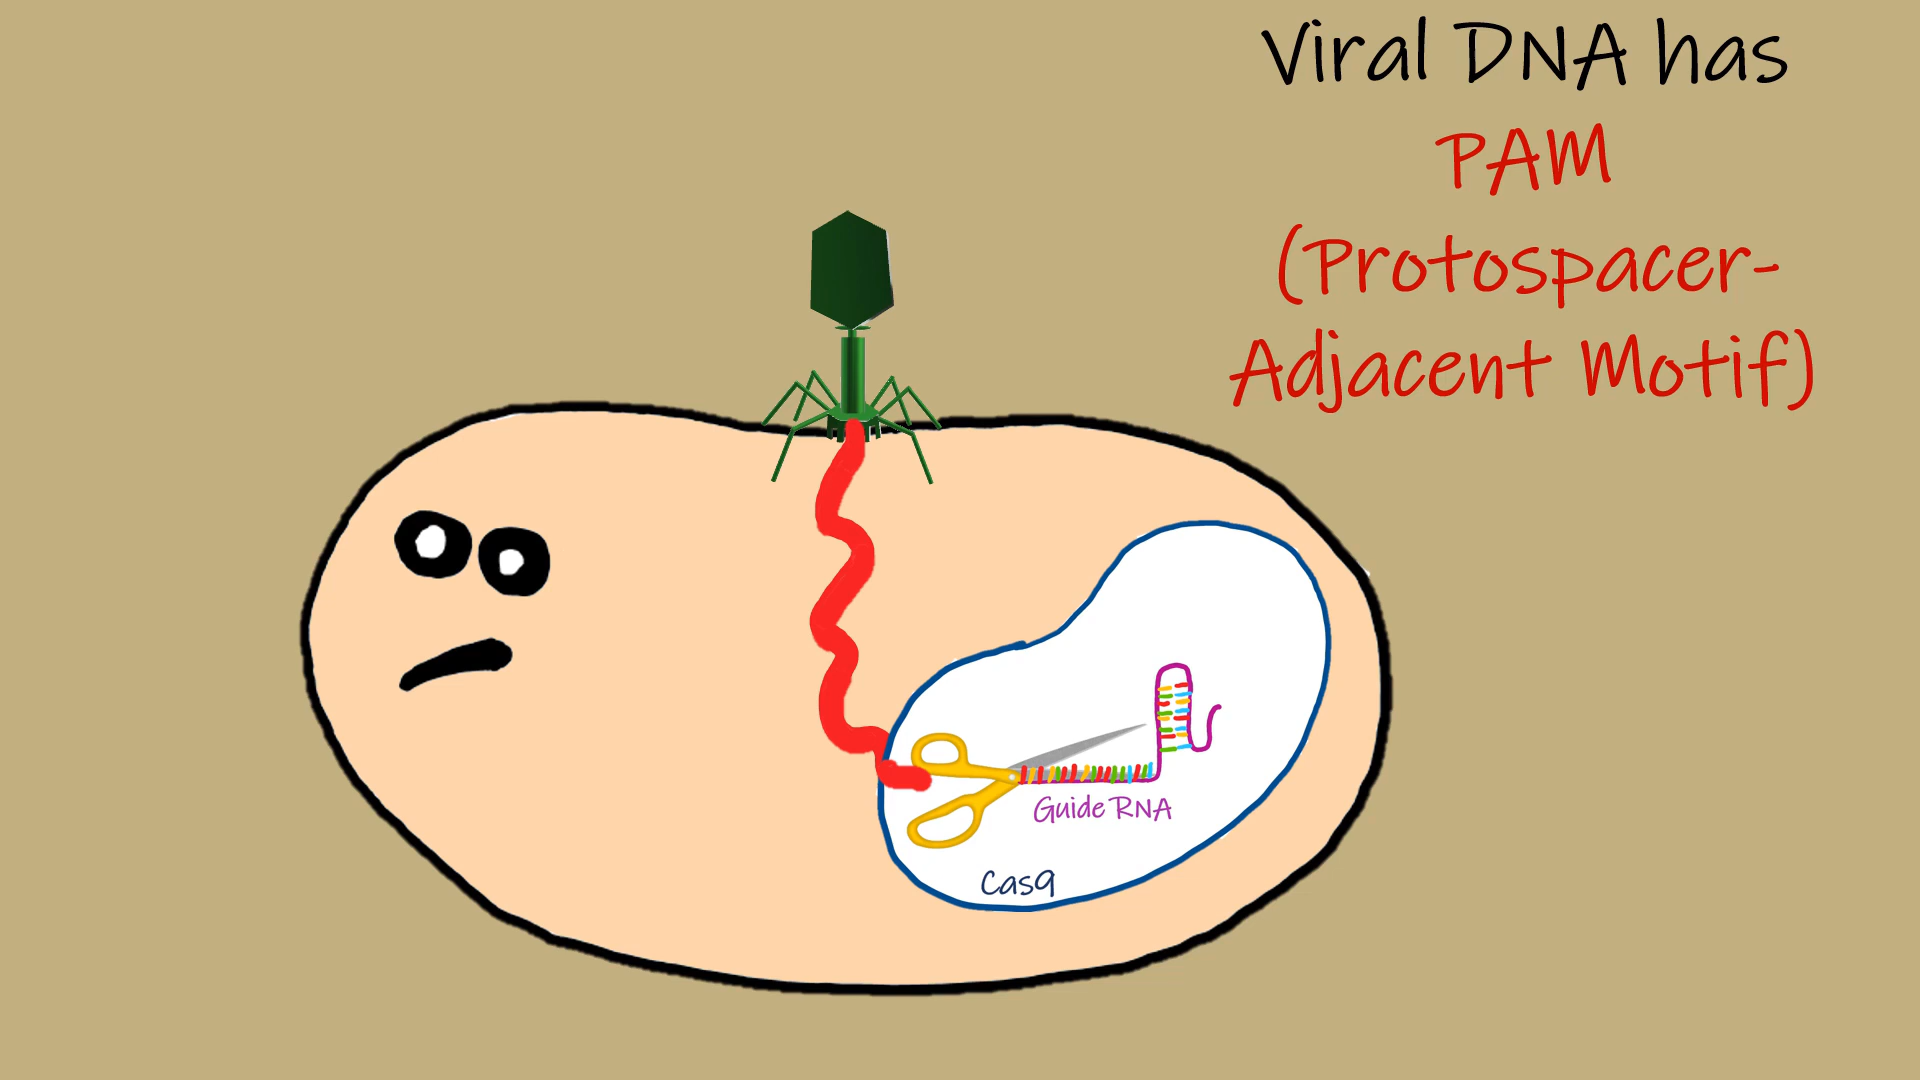 Viral DNA has
PAM
(Protospacer-
Adjacent Motif)
Guide RNA
Cas9